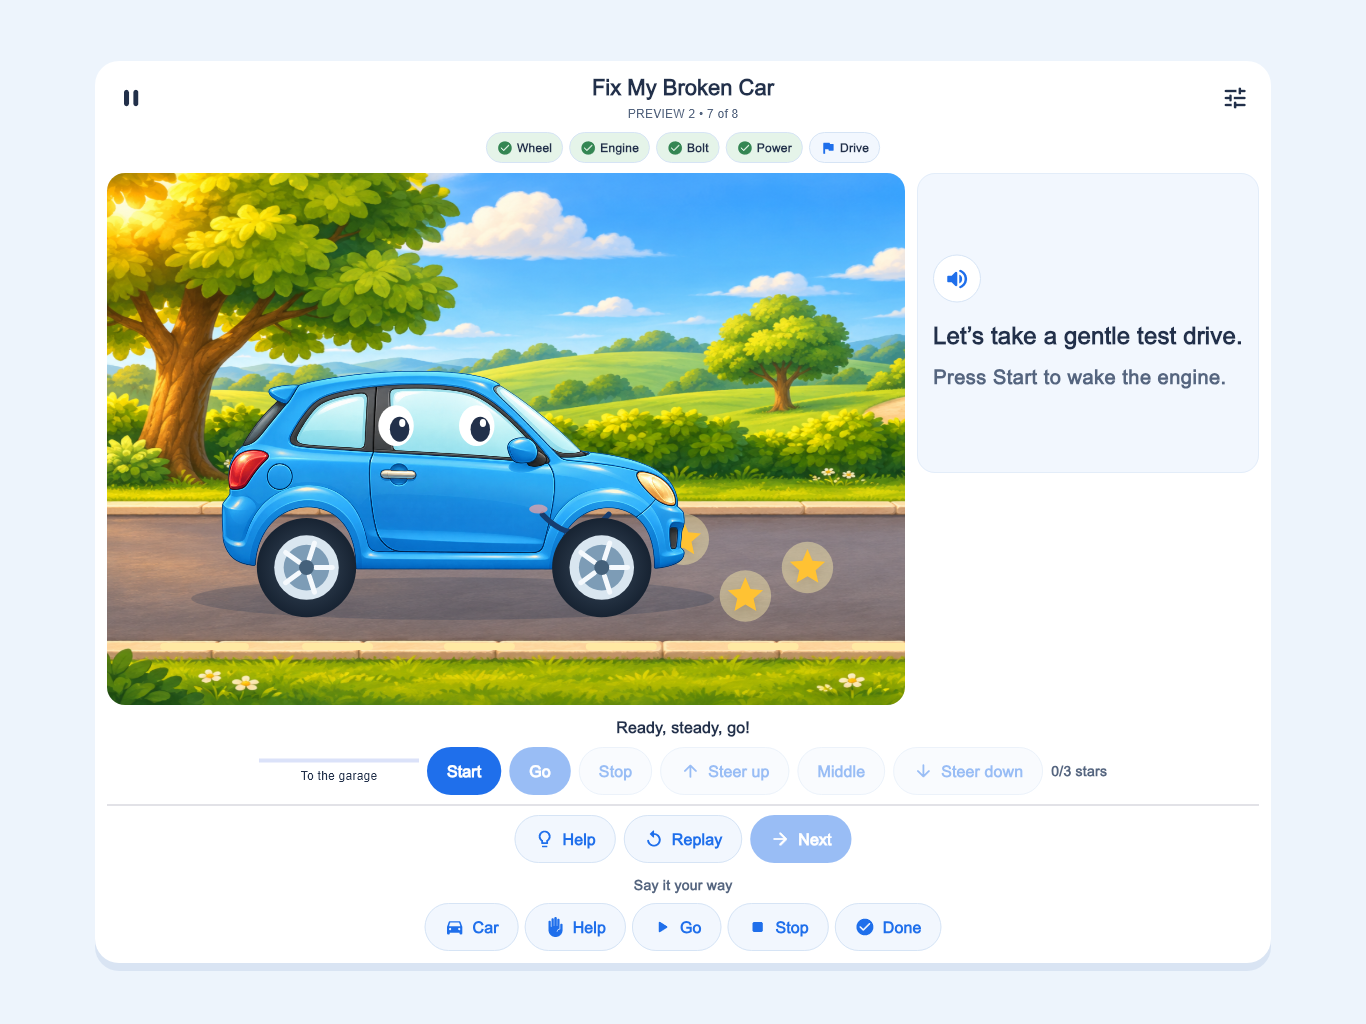 Fix My Broken Car
PREVIEW 2 • 7 of 8
Wheel
Engine
Bolt
Power
Drive
Let’s take a gentle test drive.
Press Start to wake the engine.
Ready, steady, go!
To the garage
Start
Go
Stop
Steer up
Middle
Steer down
0/3 stars
Help
Replay
Next
Say it your way
Car
Help
Go
Stop
Done